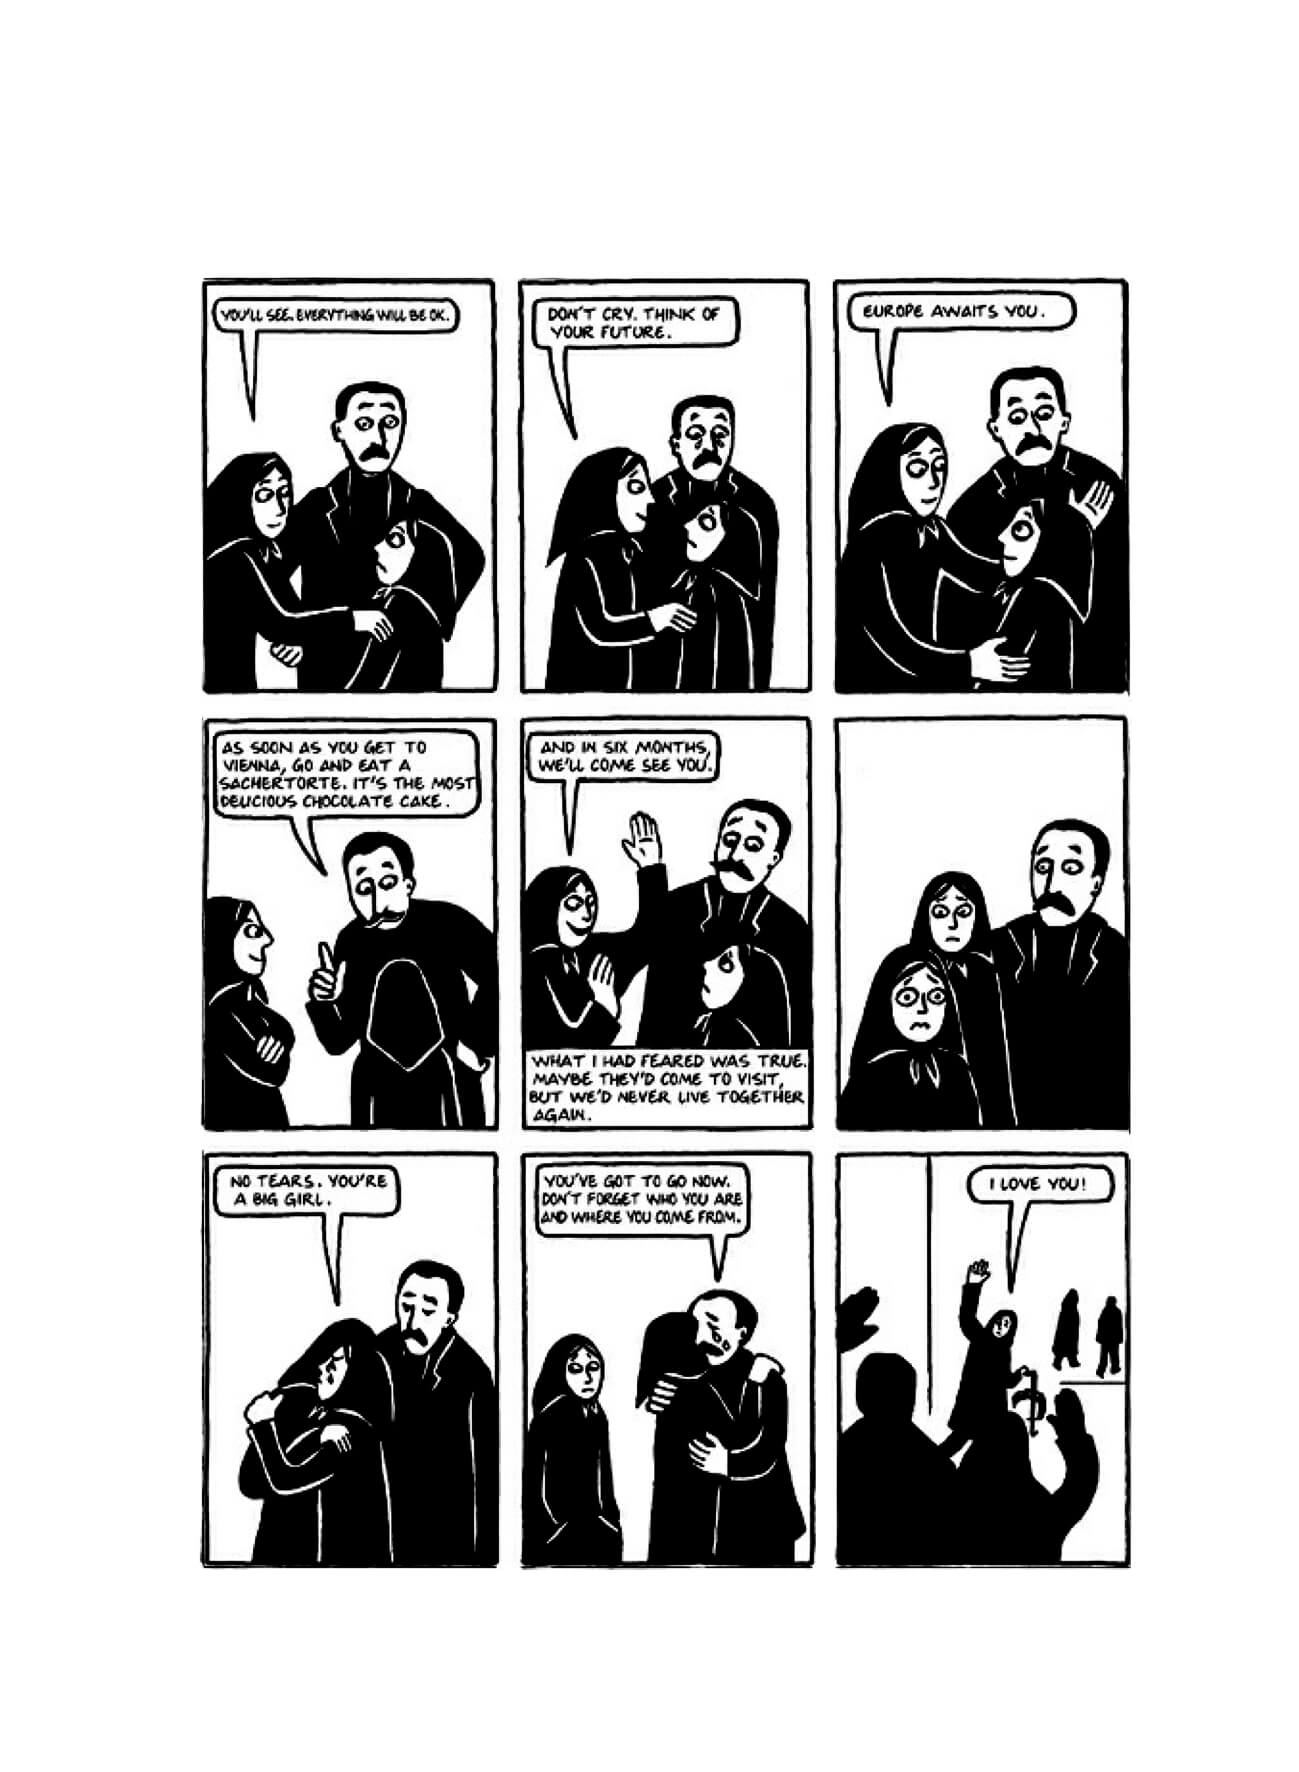 YOU'LL SEE. EVERYTHING WILL BE OK.
DON'T CRY. THINK OF
YOUR FUTURE.
EUROPE AWAITS YOU.
AS SOON AS YOU GET TO
VIENNA, GO AND EAT A
SACHERTORTE. IT'S THE MOST
DELICIOUS CHOCOLATE CAKE.
AND IN SIX MONTHS,
WE'LL COME SEE YOU.
WHAT I HAD FEARED WAS TRUE.
MAYBE THEY'D COME TO VISIT,
BUT WE'D NEVER LIVE TOGETHER
AGAIN.
NO TEARS. YOU'RE
A BIG GIRL.
YOU'VE GOT TO GO NOW.
DON'T FORGET WHO YOU ARE
AND WHERE YOU COME FROM.
I LOVE YOU!